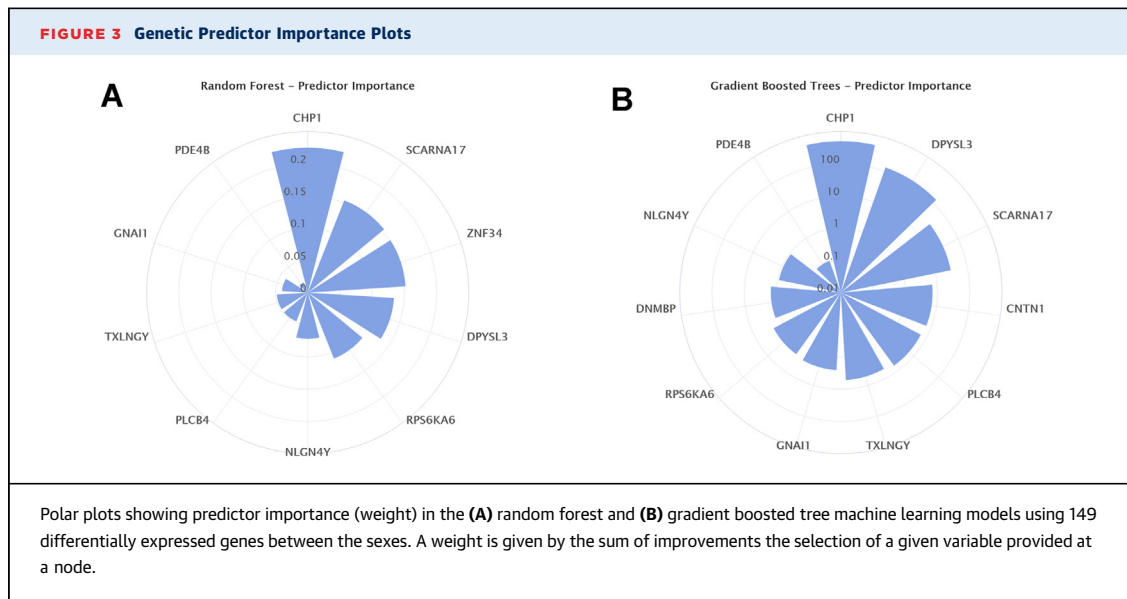 FIGURE 3 Genetic Predictor Importance Plots
A
Random Forest – Predictor Importance
CHP1
SCARNA17
ZNF34
DPYSL3
RPS6KA6
NLGN4Y
PLCB4
TXLNGY
GNAI1
PDE4B
0.2
0.15
0.1
0.05
0
B
Gradient Boosted Trees – Predictor Importance
CHP1
DPYSL3
SCARNA17
CNTN1
PLCB4
TXLNGY
GNAI1
RPS6KA6
DNMBP
NLGN4Y
PDE4B
100
10
1
0.1
0.01
Polar plots showing predictor importance (weight) in the (A) random forest and (B) gradient boosted tree machine learning models using 149
differentially expressed genes between the sexes. A weight is given by the sum of improvements the selection of a given variable provided at
a node.